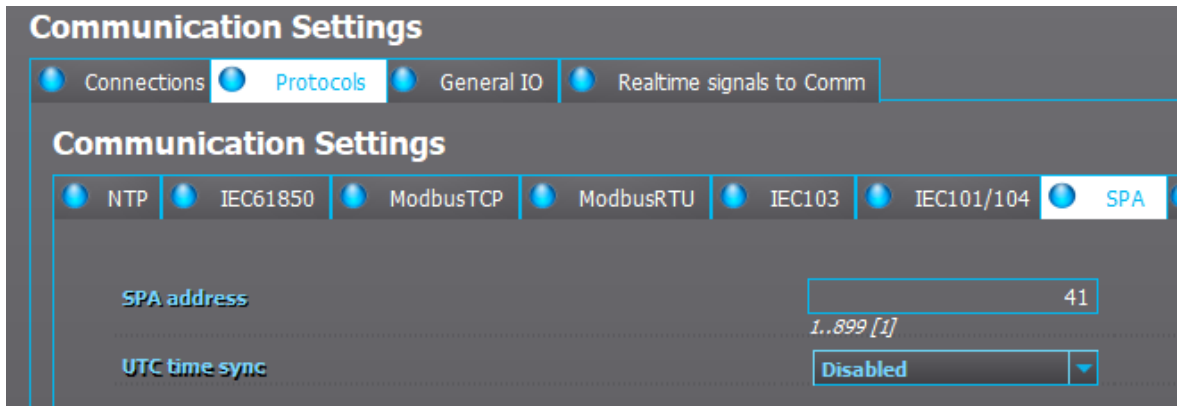 Communication Settings
Connections Protocols General IO Realtime signals to Comm
Communication Settings
NTP IEC61850 ModbusTCP ModbusRTU IEC103 IEC101/104 SPA
SPA address 41
1..899 [1]
UTC time sync Disabled